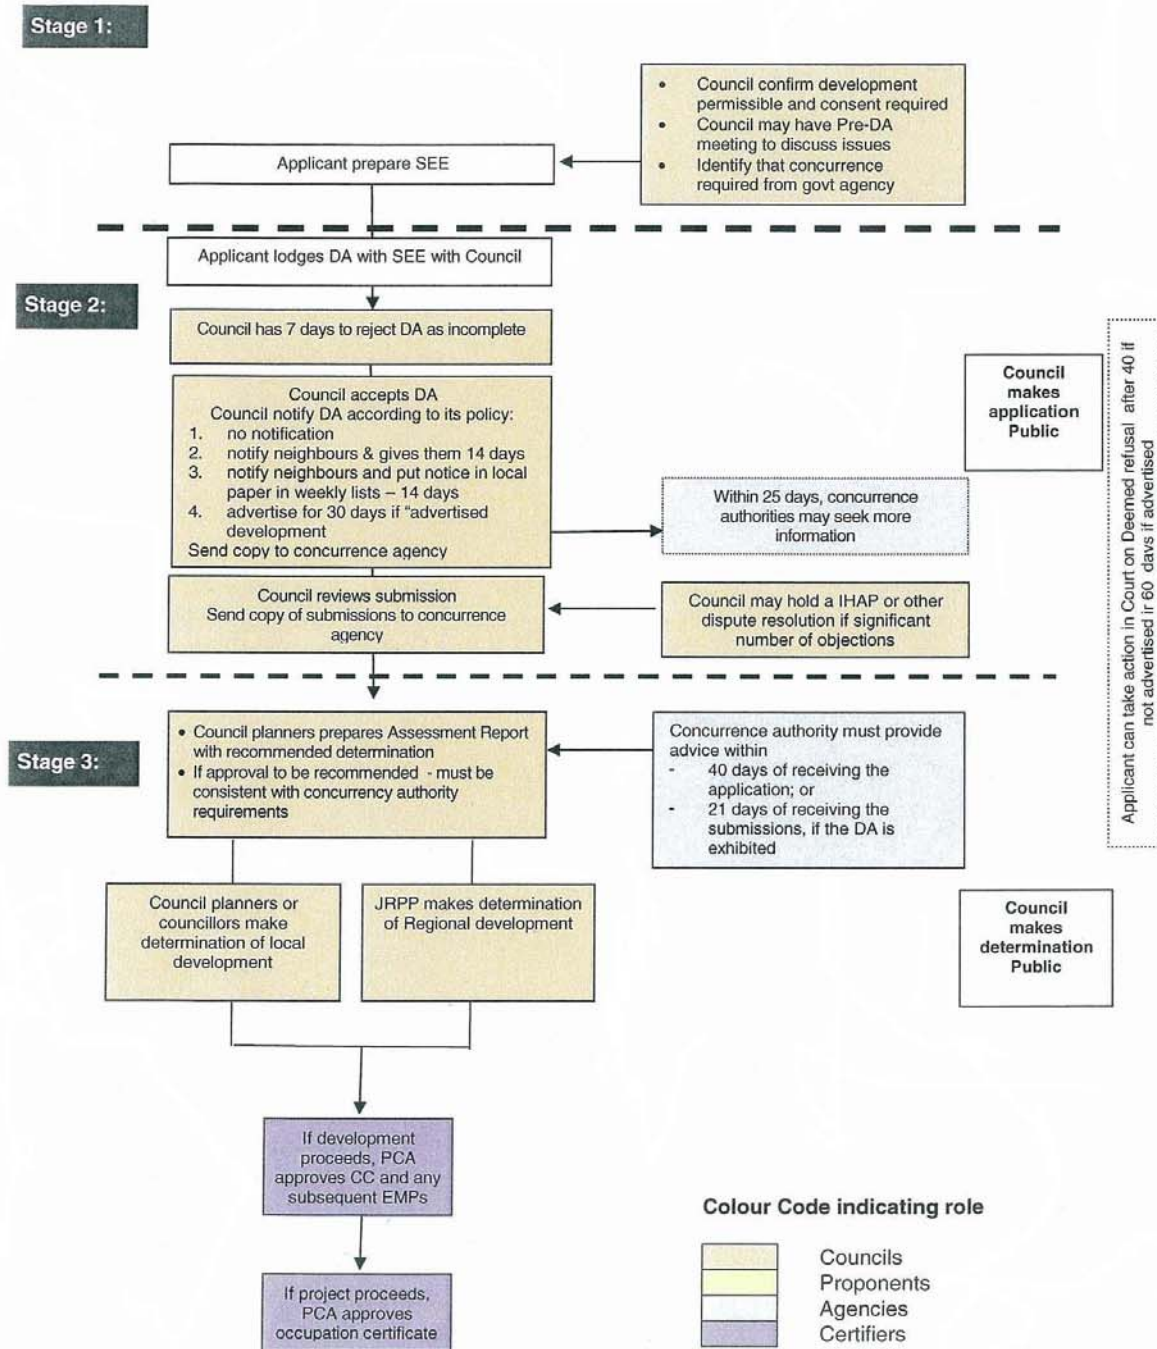 Stage 1:
• Council confirm development
permissible and consent required
• Council may have Pre-DA
meeting to discuss issues
• Identify that concurrence
required from govt agency
Applicant prepare SEE
Applicant lodges DA with SEE with Council
Stage 2:
Council has 7 days to reject DA as incomplete
Council accepts DA
Council notify DA according to its policy:
1. no notification
2. notify neighbours & gives them 14 days
3. notify neighbours and put notice in local
paper in weekly lists – 14 days
4. advertise for 30 days if "advertised
development
Send copy to concurrence agency
Within 25 days, concurrence
authorities may seek more
information
Council
makes
application
Public
Applicant can take action in Court on Deemed refusal after 40 if
not advertised ir 60 days if advertised
Council reviews submission
Send copy of submissions to concurrence
agency
Council may hold a IHAP or other
dispute resolution if significant
number of objections
Stage 3:
• Council planners prepares Assessment Report
with recommended determination
• If approval to be recommended - must be
consistent with concurrency authority
requirements
Concurrence authority must provide
advice within
- 40 days of receiving the
application; or
- 21 days of receiving the
submissions, if the DA is
exhibited
Council planners or
councillors make
determination of local
development
JRPP makes determination
of Regional development
Council
makes
determination
Public
If development
proceeds, PCA
approves CC and any
subsequent EMPs
If project proceeds,
PCA approves
occupation certificate
Colour Code indicating role
Councils
Proponents
Agencies
Certifiers